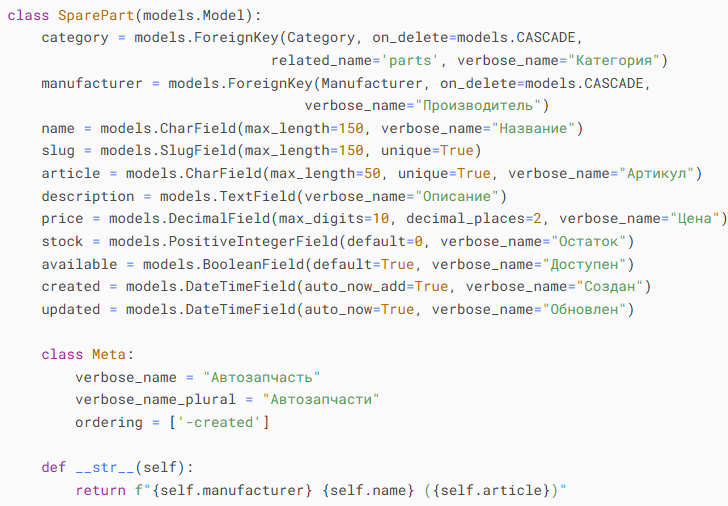 class SparePart(models.Model):
    category = models.ForeignKey(Category, on_delete=models.CASCADE,
                               related_name='parts', verbose_name="Категория")
    manufacturer = models.ForeignKey(Manufacturer, on_delete=models.CASCADE,
                                   verbose_name="Производитель")
    name = models.CharField(max_length=150, verbose_name="Название")
    slug = models.SlugField(max_length=150, unique=True)
    article = models.CharField(max_length=50, unique=True, verbose_name="Артикул")
    description = models.TextField(verbose_name="Описание")
    price = models.DecimalField(max_digits=10, decimal_places=2, verbose_name="Цена")
    stock = models.PositiveIntegerField(default=0, verbose_name="Остаток")
    available = models.BooleanField(default=True, verbose_name="Доступен")
    created = models.DateTimeField(auto_now_add=True, verbose_name="Создан")
    updated = models.DateTimeField(auto_now=True, verbose_name="Обновлен")

    class Meta:
        verbose_name = "Автозапчасть"
        verbose_name_plural = "Автозапчасти"
        ordering = ['-created']

    def __str__(self):
        return f"{self.manufacturer} {self.name} ({self.article})"